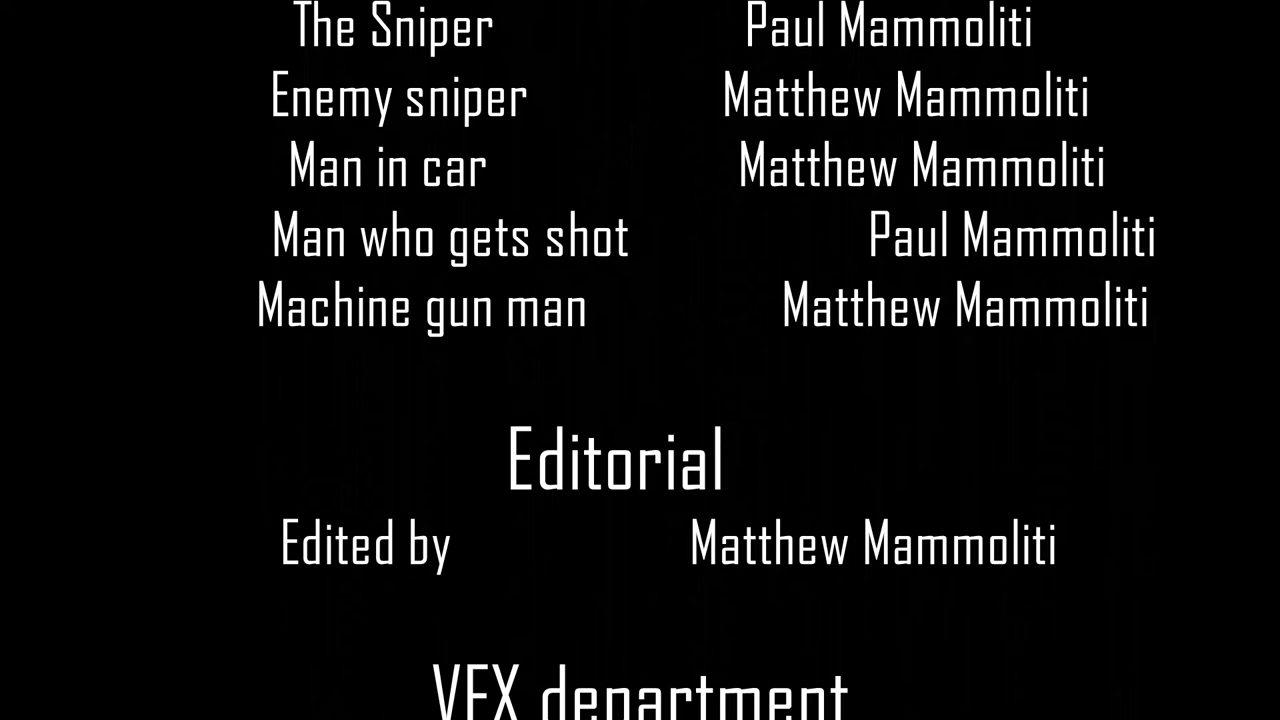 The Sniper Paul Mammoliti
Enemy sniper Matthew Mammoliti
Man in car Matthew Mammoliti
Man who gets shot Paul Mammoliti
Machine gun man Matthew Mammoliti
Editorial
Edited by Matthew Mammoliti
VFX department